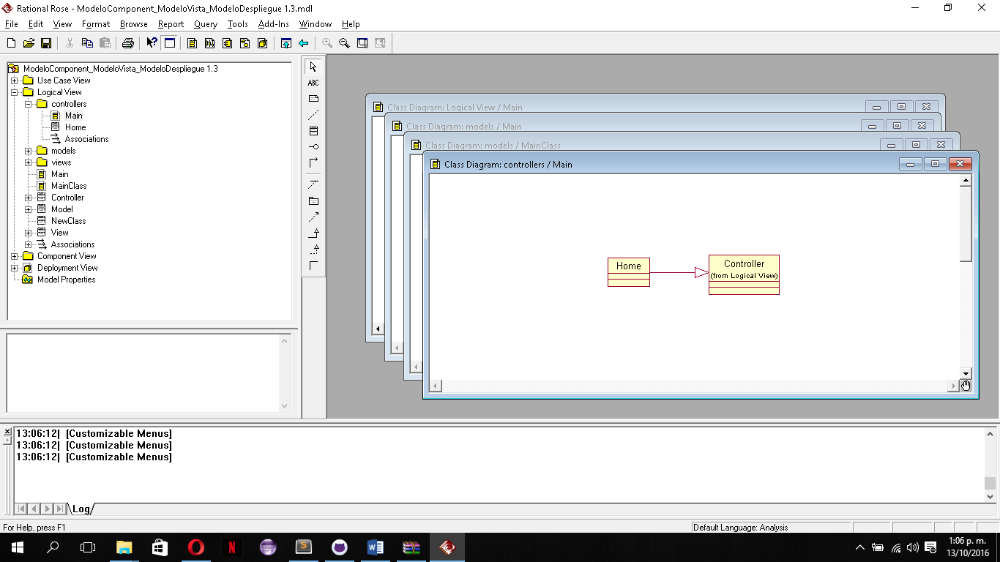 Rational Rose - ModeloComponent_ModeloVista_ModeloDespliegue 1.3.mdl
File Edit View Format Browse Report Query Tools Add-Ins Window Help
ModeloComponent_ModeloVista_ModeloDespliegue 1.3
Use Case View
Logical View
controllers
Main
Home
Associations
models
views
Main
MainClass
Controller
Model
NewClass
View
Associations
Component View
Deployment View
Model Properties
ABC
Class Diagram: Logical View / Main
Class Diagram: models / Main
Class Diagram: models / MainClass
Class Diagram: controllers / Main
Home
Controller
(from Logical View)
13:06:12| [Customizable Menus]
13:06:12| [Customizable Menus]
13:06:12| [Customizable Menus]
Log
For Help, press F1
Default Language: Analysis
1:06 p. m.
13/10/2016